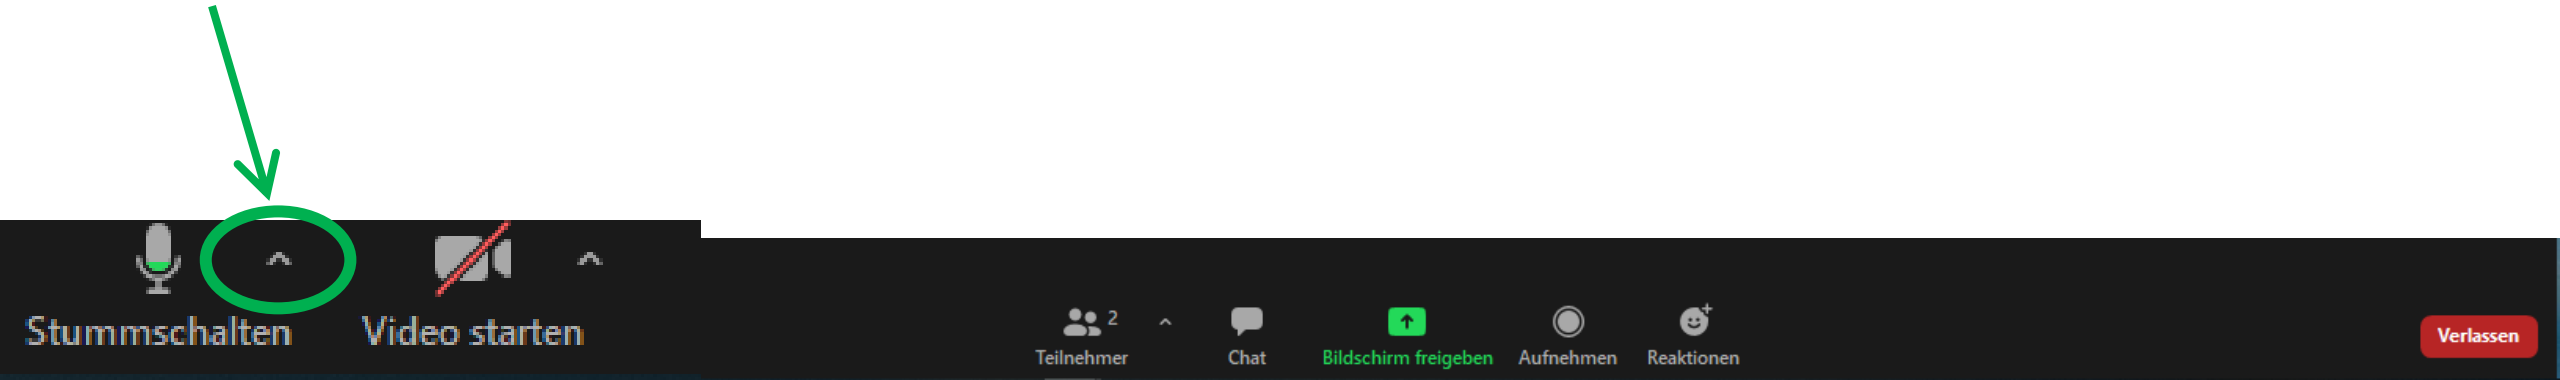 Stummschalten
Video starten
2
Teilnehmer
Chat
Bildschirm freigeben
Aufnehmen
Reaktionen
Verlassen